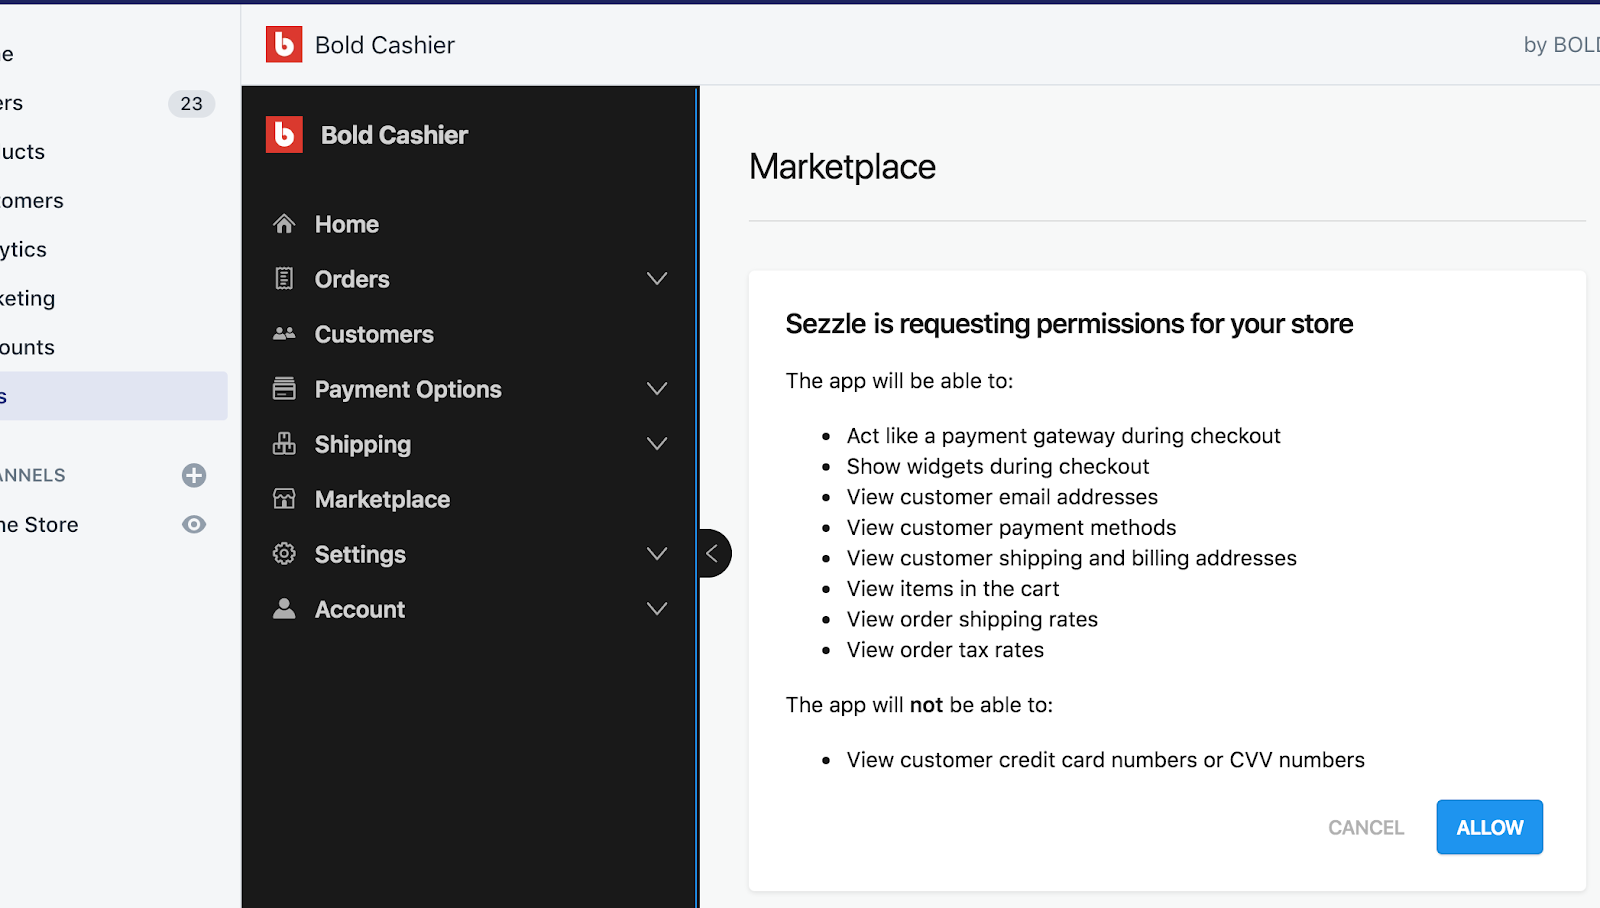 Bold Cashier
by BOLD
e
ers
23
ucts
omers
ytics
keting
ounts
s
ANNELS
ne Store
Bold Cashier
Home
Orders
Customers
Payment Options
Shipping
Marketplace
Settings
Account
Marketplace
Sezzle is requesting permissions for your store
The app will be able to:
• Act like a payment gateway during checkout
• Show widgets during checkout
• View customer email addresses
• View customer payment methods
• View customer shipping and billing addresses
• View items in the cart
• View order shipping rates
• View order tax rates
The app will not be able to:
• View customer credit card numbers or CVV numbers
CANCEL
ALLOW